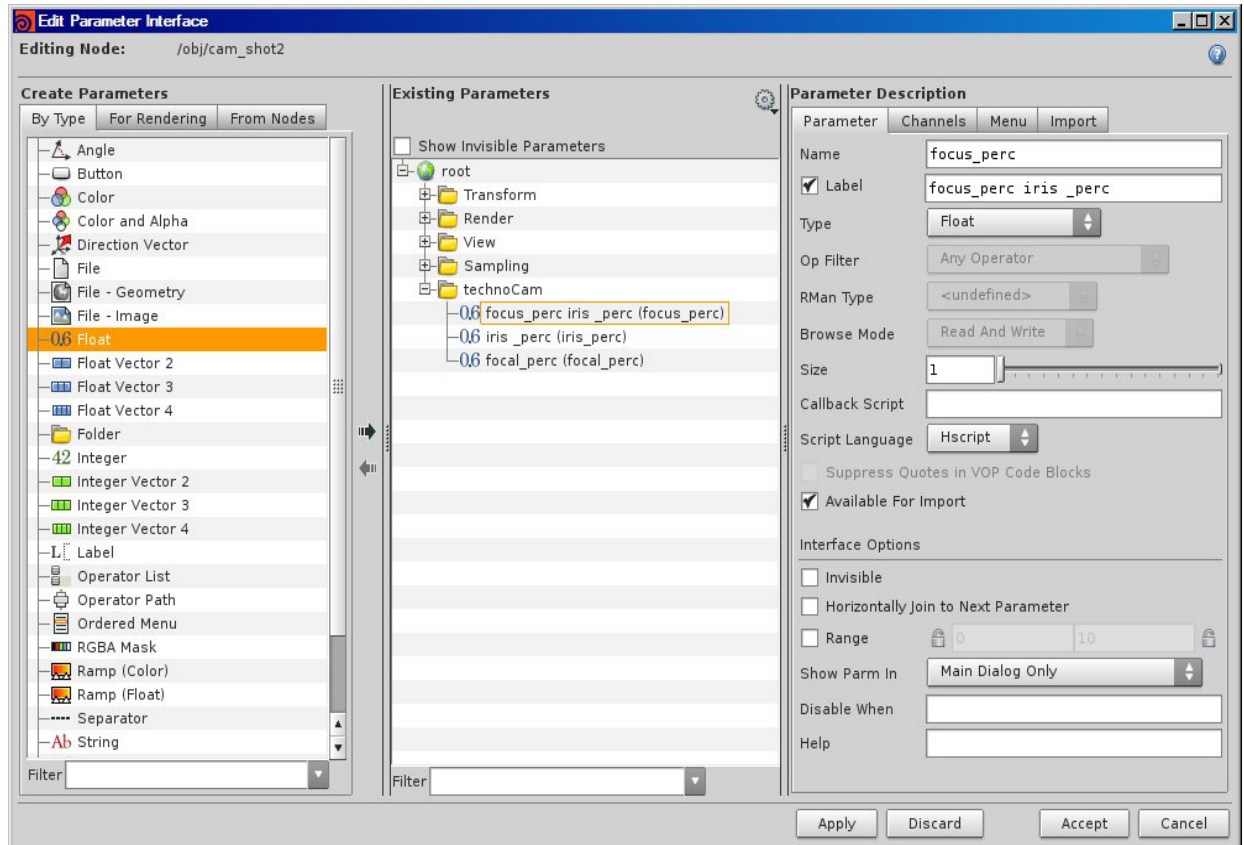 Edit Parameter Interface
Editing Node: /obj/cam_shot2
Create Parameters
By Type For Rendering From Nodes
Angle
Button
Color
Color and Alpha
Direction Vector
File
File - Geometry
File - Image
0.6 Float
Float Vector 2
Float Vector 3
Float Vector 4
Folder
42 Integer
Integer Vector 2
Integer Vector 3
Integer Vector 4
L Label
Operator List
Operator Path
Ordered Menu
RGBA Mask
Ramp (Color)
Ramp (Float)
Separator
Ab String
Filter
Existing Parameters
Show Invisible Parameters
root
Transform
Render
View
Sampling
technoCam
0.6 focus_perc iris _perc (focus_perc)
0.6 iris _perc (iris_perc)
0.6 focal_perc (focal_perc)
Filter
Parameter Description
Parameter Channels Menu Import
Name focus_perc
Label focus_perc iris _perc
Type Float
Op Filter Any Operator
RMan Type <undefined>
Browse Mode Read And Write
Size 1
Callback Script
Script Language Hscript
Suppress Quotes in VOP Code Blocks
Available For Import
Interface Options
Invisible
Horizontally Join to Next Parameter
Range 0 10
Show Parm In Main Dialog Only
Disable When
Help
Apply Discard Accept Cancel